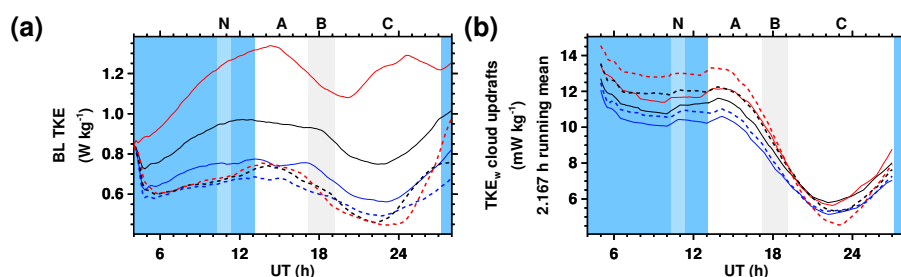 (a)
N A B C
BL TKE
(W kg⁻¹)
1.2
1.0
0.8
0.6
6 12 18 24
UT (h)
(b)
N A B C
TKEw cloud updrafts
(mW kg⁻¹)
2.167 h running mean
14
12
10
8
6
6 12 18 24
UT (h)